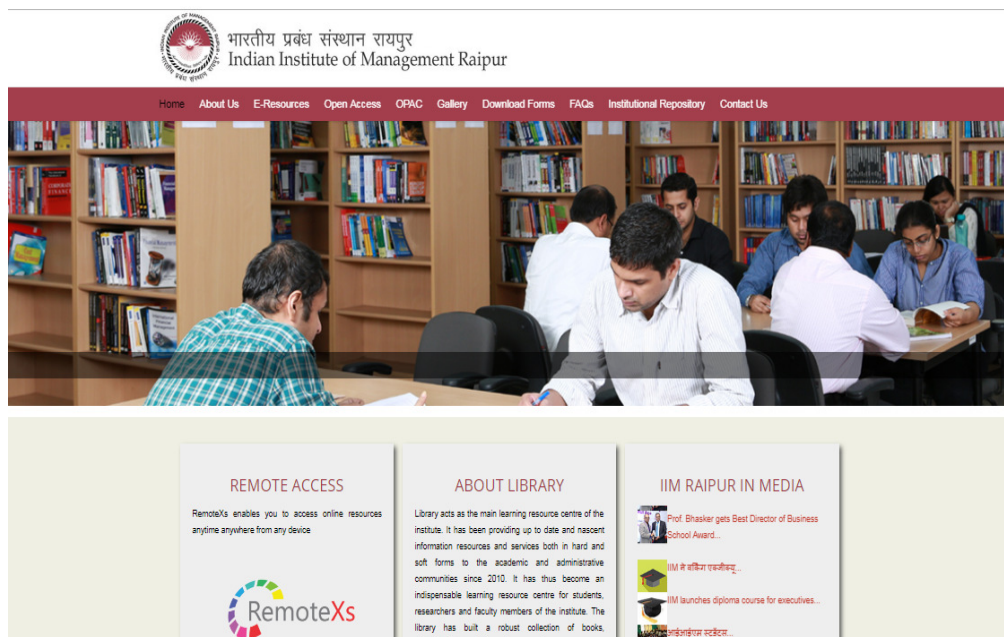 भारतीय प्रबंध संस्थान रायपुर
Indian Institute of Management Raipur
Home About Us E-Resources Open Access OPAC Gallery Download Forms FAQs Institutional Repository Contact Us
REMOTE ACCESS
RemoteXs enables you to access online resources
anytime anywhere from any device
RemoteXs
ABOUT LIBRARY
Library acts as the main learning resource centre of the
institute. It has been providing up to date and nascent
information resources and services both in hard and
soft forms to the academic and administrative
communities since 2010. It has thus become an
indispensable learning resource centre for students,
researchers and faculty members of the institute. The
library has built a robust collection of books,
IIM RAIPUR IN MEDIA
Prof. Bhasker gets Best Director of Business
School Award...
IIM ने वर्किंग एक्जीक्यू...
IIM launches diploma course for executives...
आईआईएम स्टूडेंट्स...